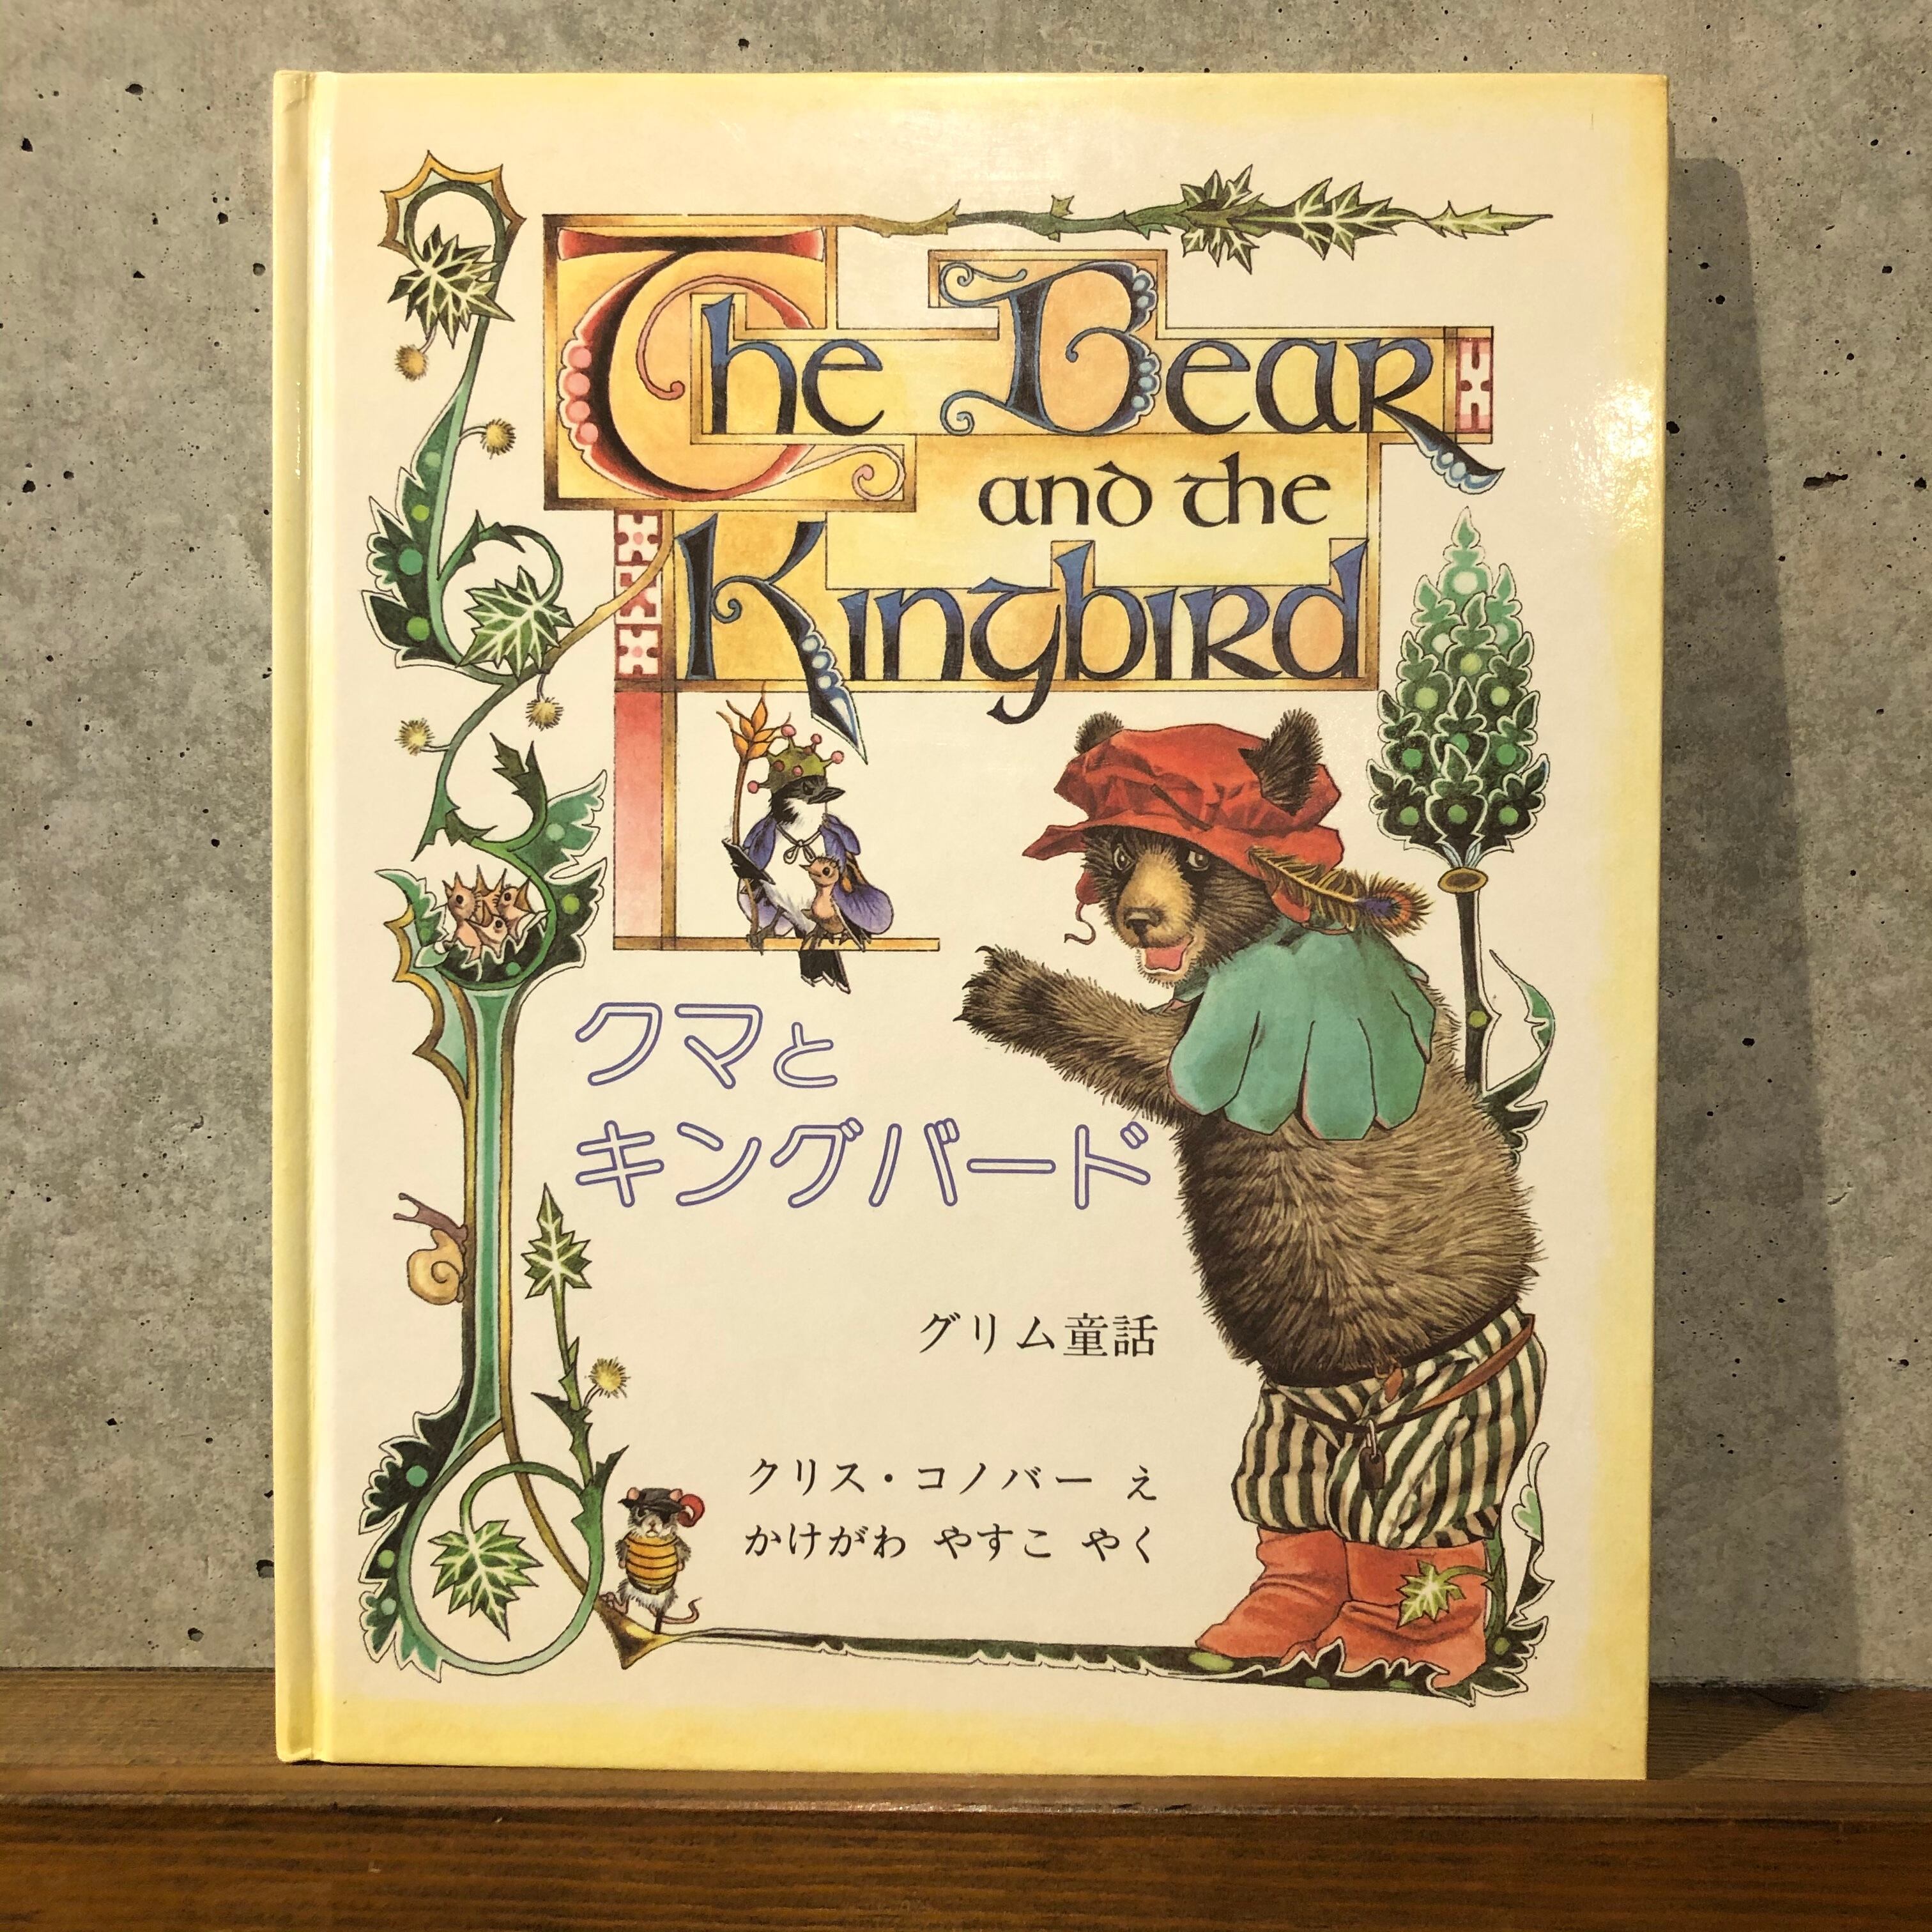 The Bear
and the
Kingbird
クマと
キングバード
グリム童話
クリス・コノバー え
かけがわ やすこ やく